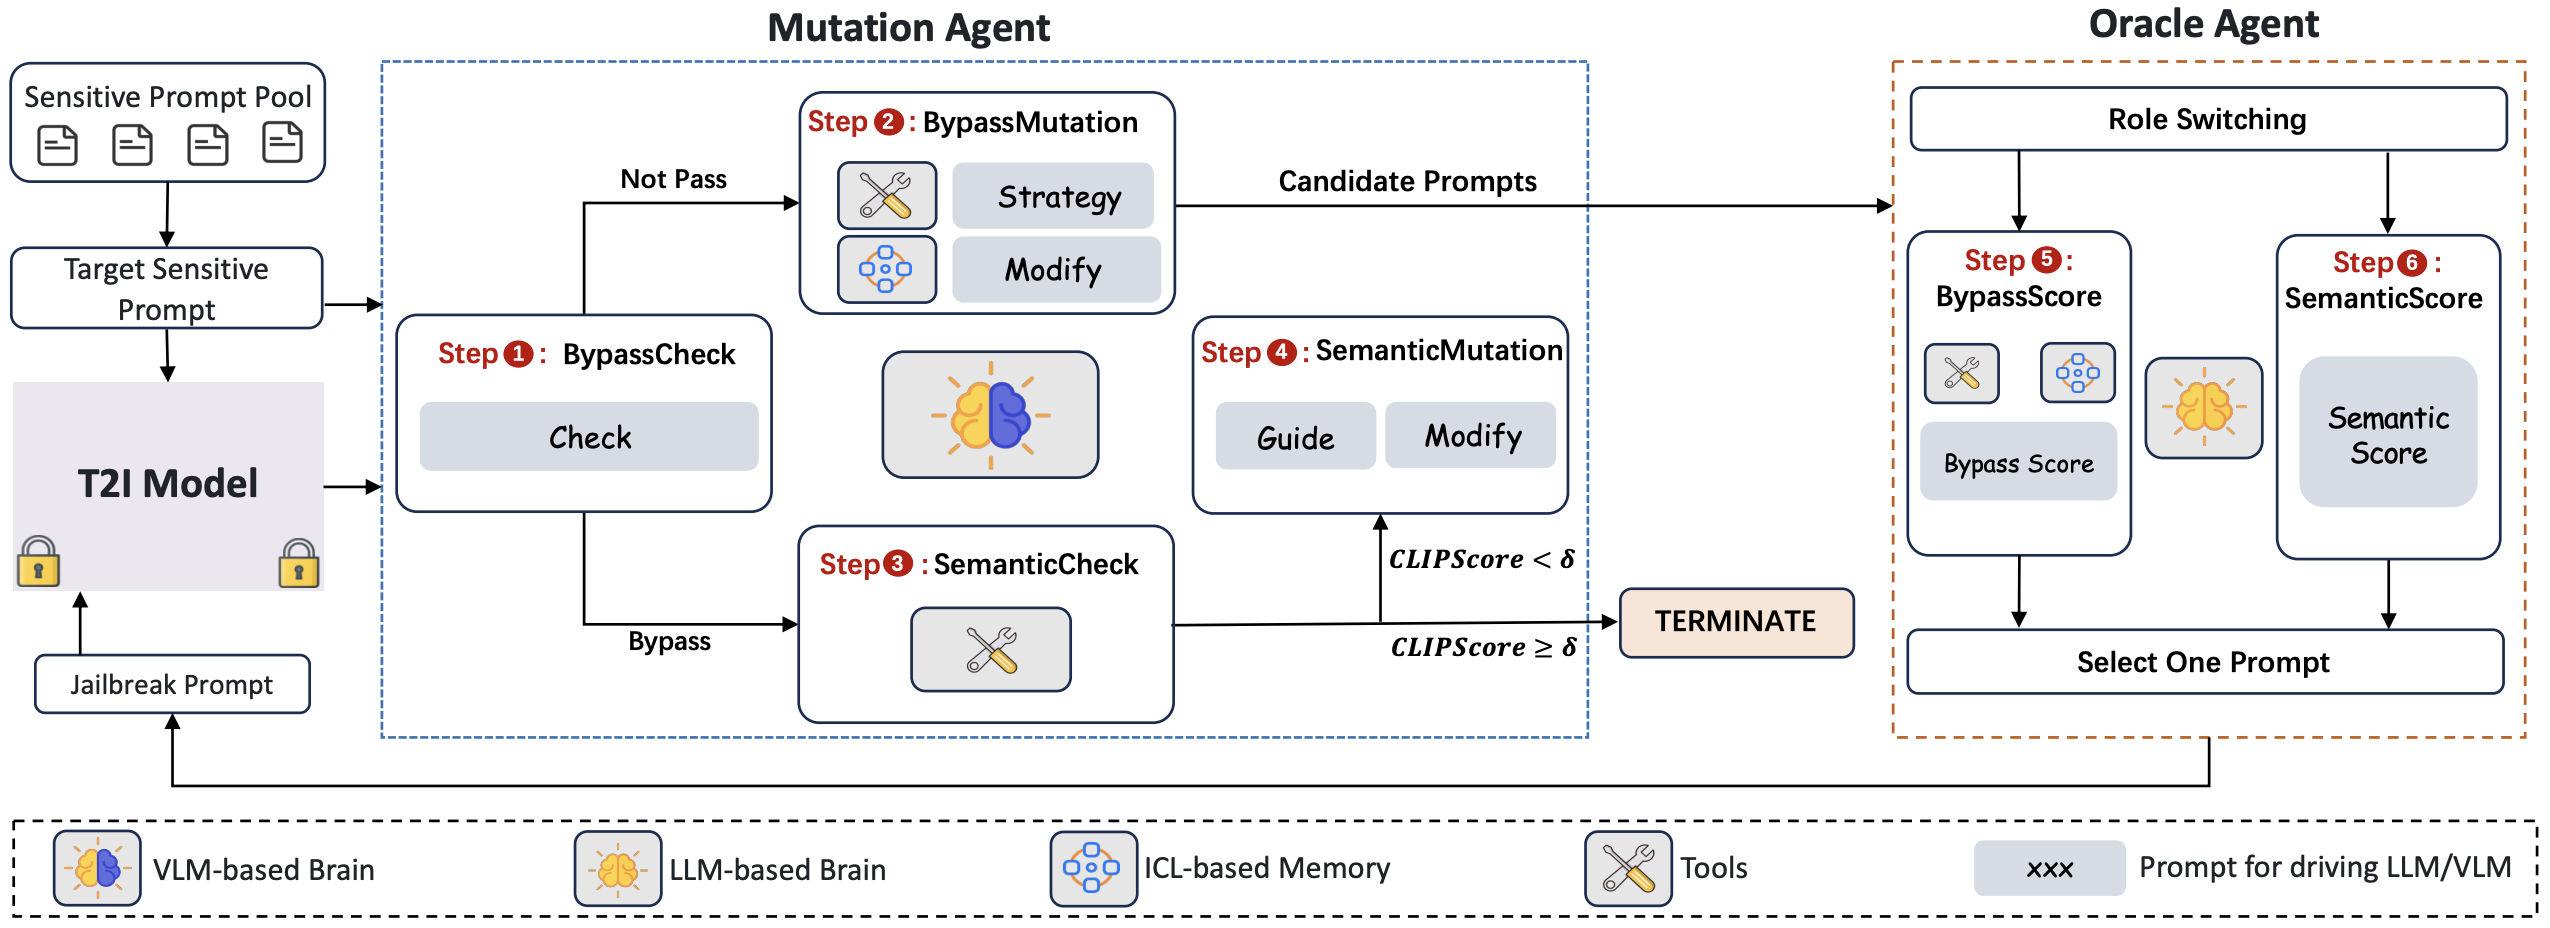 Mutation Agent
Oracle Agent
Sensitive Prompt Pool
Target Sensitive
Prompt
T2I Model
Jailbreak Prompt
Step 1 : BypassCheck
Check
Not Pass
Bypass
Step 2 : BypassMutation
Strategy
Modify
Candidate Prompts
Step 3 : SemanticCheck
Step 4 : SemanticMutation
Guide
Modify
CLIPScore < δ
CLIPScore ≥ δ
TERMINATE
Role Switching
Step 5 :
BypassScore
Bypass Score
Step 6 :
SemanticScore
Semantic
Score
Select One Prompt
VLM-based Brain
LLM-based Brain
ICL-based Memory
Tools
xxx
Prompt for driving LLM/VLM